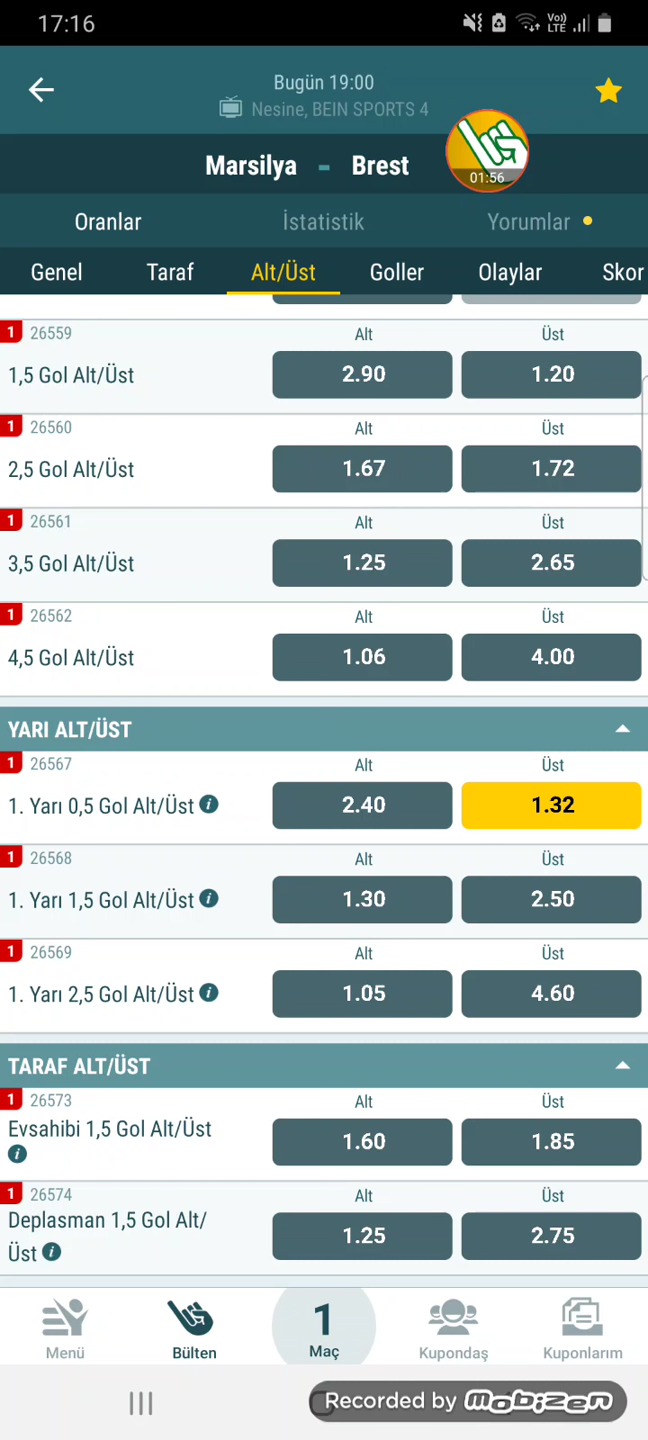 17:16
Vo))
LTE
Bugün 19:00
Nesine, BEIN SPORTS 4
Marsilya - Brest
01:56
Oranlar İstatistik Yorumlar
Genel Taraf Alt/Üst Goller Olaylar Skor
1 26559 Alt Üst
1,5 Gol Alt/Üst 2.90 1.20
1 26560 Alt Üst
2,5 Gol Alt/Üst 1.67 1.72
1 26561 Alt Üst
3,5 Gol Alt/Üst 1.25 2.65
1 26562 Alt Üst
4,5 Gol Alt/Üst 1.06 4.00
YARI ALT/ÜST
1 26567 Alt Üst
1. Yarı 0,5 Gol Alt/Üst i 2.40 1.32
1 26568 Alt Üst
1. Yarı 1,5 Gol Alt/Üst i 1.30 2.50
1 26569 Alt Üst
1. Yarı 2,5 Gol Alt/Üst i 1.05 4.60
TARAF ALT/ÜST
1 26573 Alt Üst
Evsahibi 1,5 Gol Alt/Üst 1.60 1.85
i
1 26574 Alt Üst
Deplasman 1,5 Gol Alt/ 1.25 2.75
Üst i
1
Menü Bülten Maç Kupondaş Kuponlarım
Recorded by mobizen